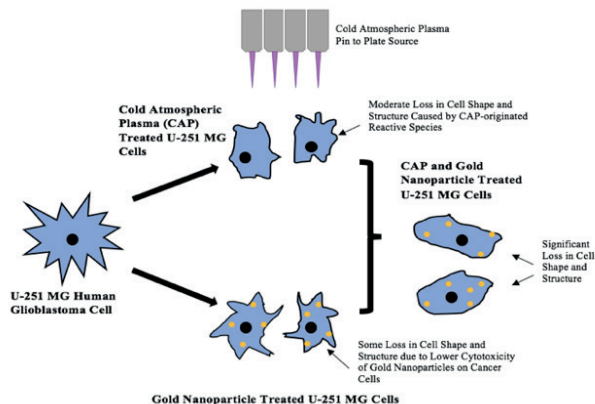 Cold Atmospheric Plasma
Pin to Plate Source
Cold Atmospheric
Plasma (CAP)
Treated U-251 MG
Cells
Moderate Loss in Cell Shape and
Structure Caused by CAP-originated
Reactive Species
CAP and Gold
Nanoparticle Treated
U-251 MG Cells
Significant
Loss in Cell
Shape and
Structure
U-251 MG Human
Glioblastoma Cell
Some Loss in Cell Shape and
Structure due to Lower Cytotoxicity
of Gold Nanoparticles on Cancer
Cells
Gold Nanoparticle Treated U-251 MG Cells